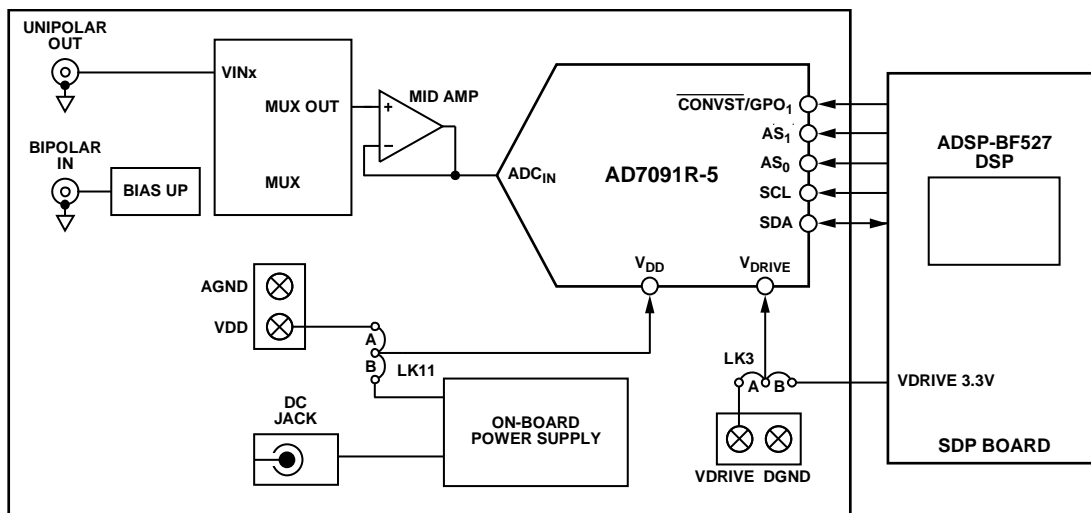 UNIPOLAR
OUT
VINx
MUX OUT
MUX
MID AMP
+
−
BIPOLAR
IN
BIAS UP
ADC_IN
AD7091R-5
CONVST/GPO_1
AS_1
AS_0
SCL
SDA
V_DD
V_DRIVE
ADSP-BF527
DSP
AGND
VDD
A
B
LK11
LK3
A
B
VDRIVE 3.3V
DC
JACK
ON-BOARD
POWER SUPPLY
VDRIVE DGND
SDP BOARD